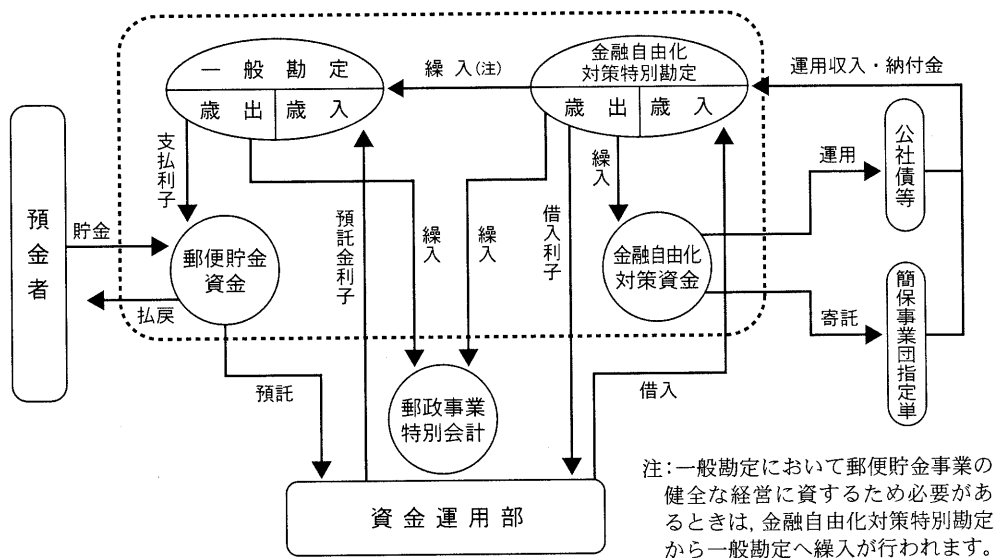 一般勘定
歳出
歳入
繰入(注)
金融自由化
対策特別勘定
歳出
歳入
運用収入・納付金
預金者
貯金
払戻
支払利子
郵便貯金
資金
預託金利子
繰入
繰入
借入利子
繰入
金融自由化
対策資金
運用
公社債等
寄託
簡保事業団指定単
預託
郵政事業
特別会計
借入
資金運用部
注:一般勘定において郵便貯金事業の
健全な経営に資するため必要があ
るときは,金融自由化対策特別勘定
から一般勘定へ繰入が行われます。